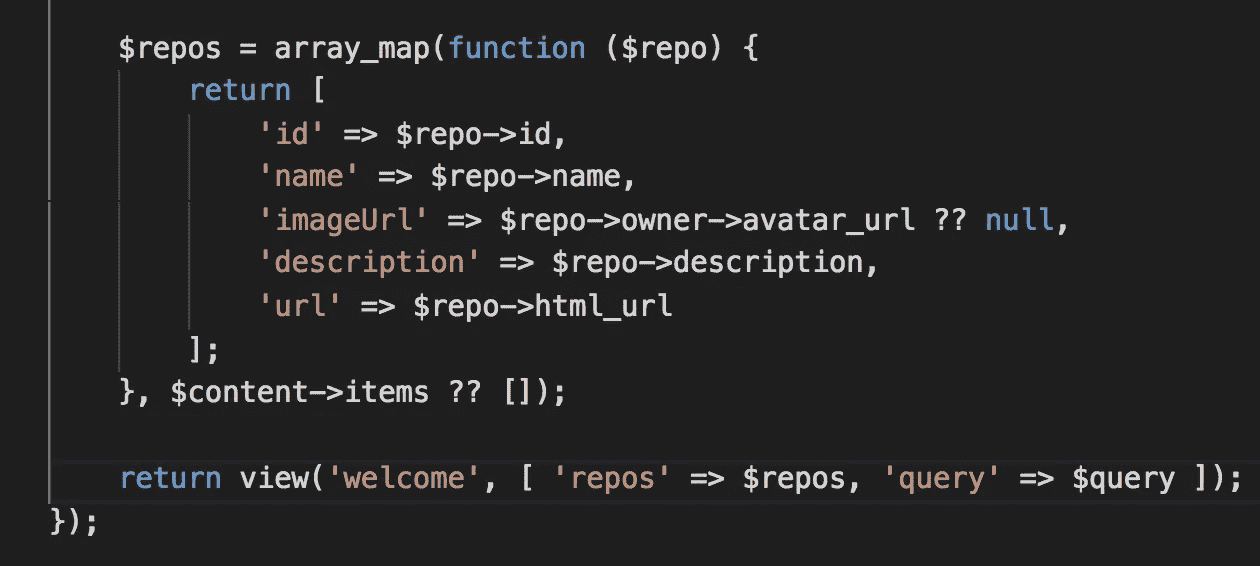 $repos = array_map(function ($repo) {
return [
'id' => $repo->id,
'name' => $repo->name,
'imageUrl' => $repo->owner->avatar_url ?? null,
'description' => $repo->description,
'url' => $repo->html_url
];
}, $content->items ?? []);
return view('welcome', [ 'repos' => $repos, 'query' => $query ]);
});